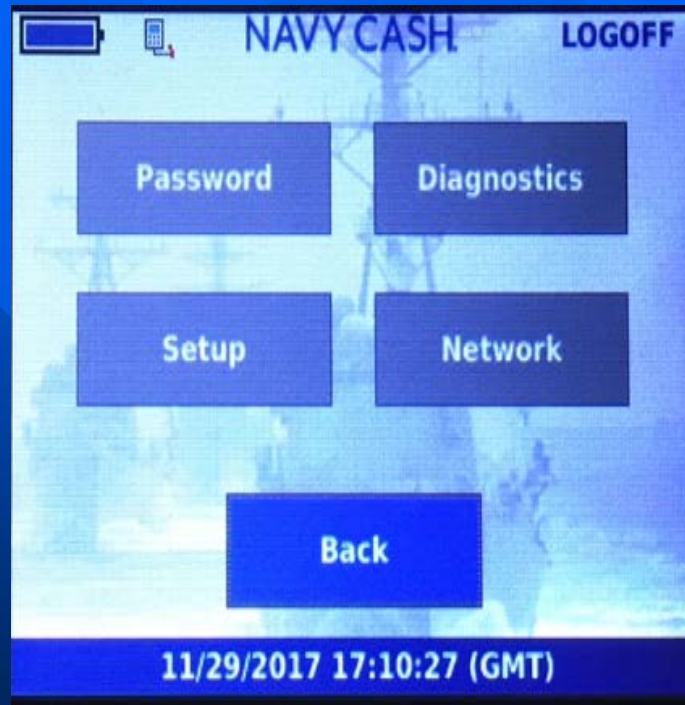 NAVY CASH LOGOFF
Password Diagnostics
Setup Network
Back
11/29/2017 17:10:27 (GMT)